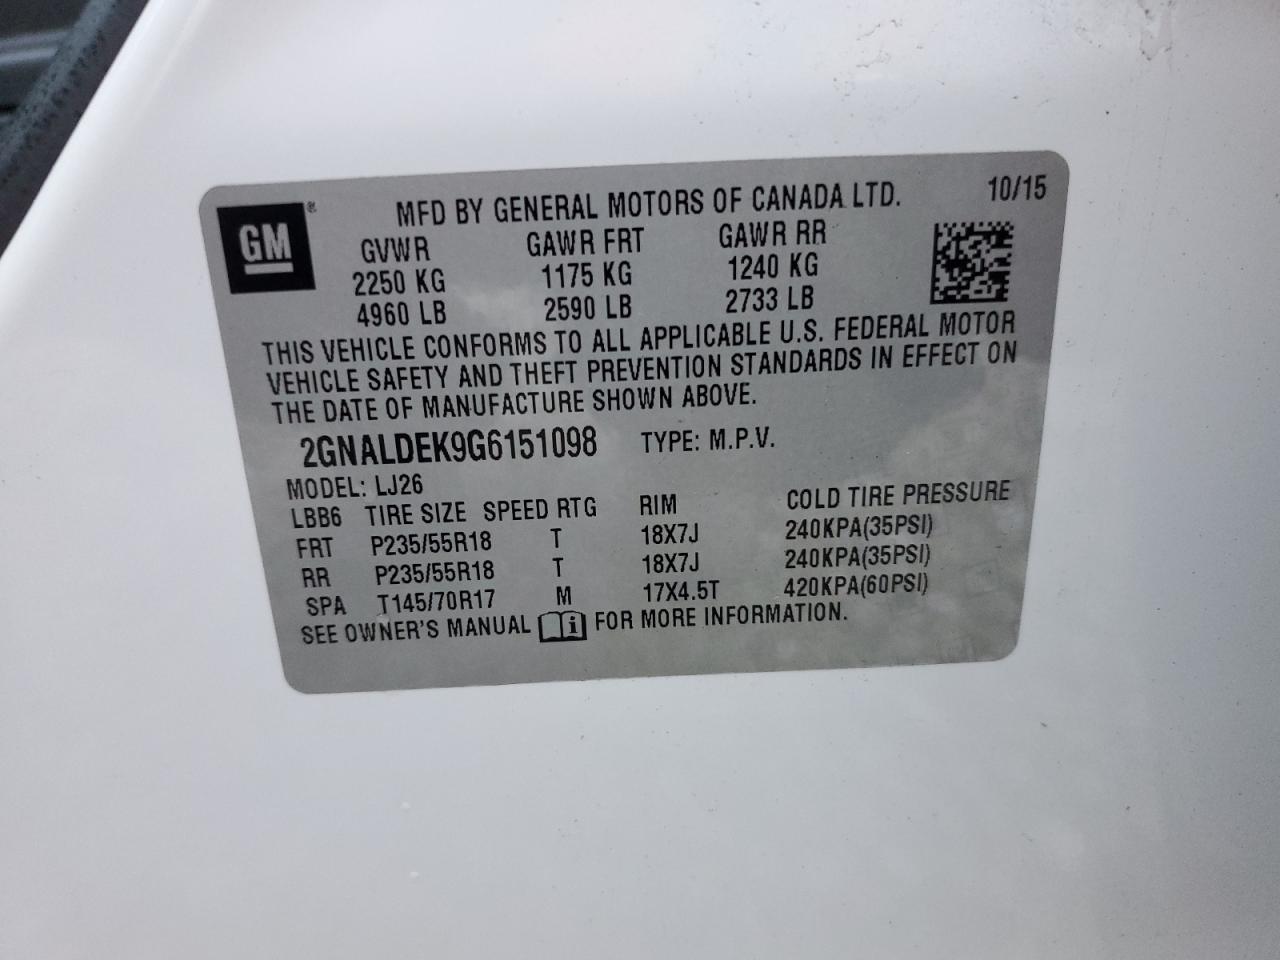 GM®
MFD BY GENERAL MOTORS OF CANADA LTD. 10/15
GVWR GAWR FRT GAWR RR
2250 KG 1175 KG 1240 KG
4960 LB 2590 LB 2733 LB
THIS VEHICLE CONFORMS TO ALL APPLICABLE U.S. FEDERAL MOTOR
VEHICLE SAFETY AND THEFT PREVENTION STANDARDS IN EFFECT ON
THE DATE OF MANUFACTURE SHOWN ABOVE.
2GNALDEK9G6151098 TYPE: M.P.V.
MODEL: LJ26
LBB6 TIRE SIZE SPEED RTG RIM COLD TIRE PRESSURE
FRT P235/55R18 T 18X7J 240KPA(35PSI)
RR P235/55R18 T 18X7J 240KPA(35PSI)
SPA T145/70R17 M 17X4.5T 420KPA(60PSI)
SEE OWNER'S MANUAL i FOR MORE INFORMATION.